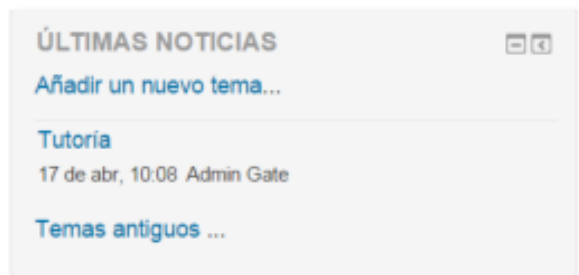 ÚLTIMAS NOTICIAS
Añadir un nuevo tema...
Tutoría
17 de abr, 10:08 Admin Gate
Temas antiguos ...